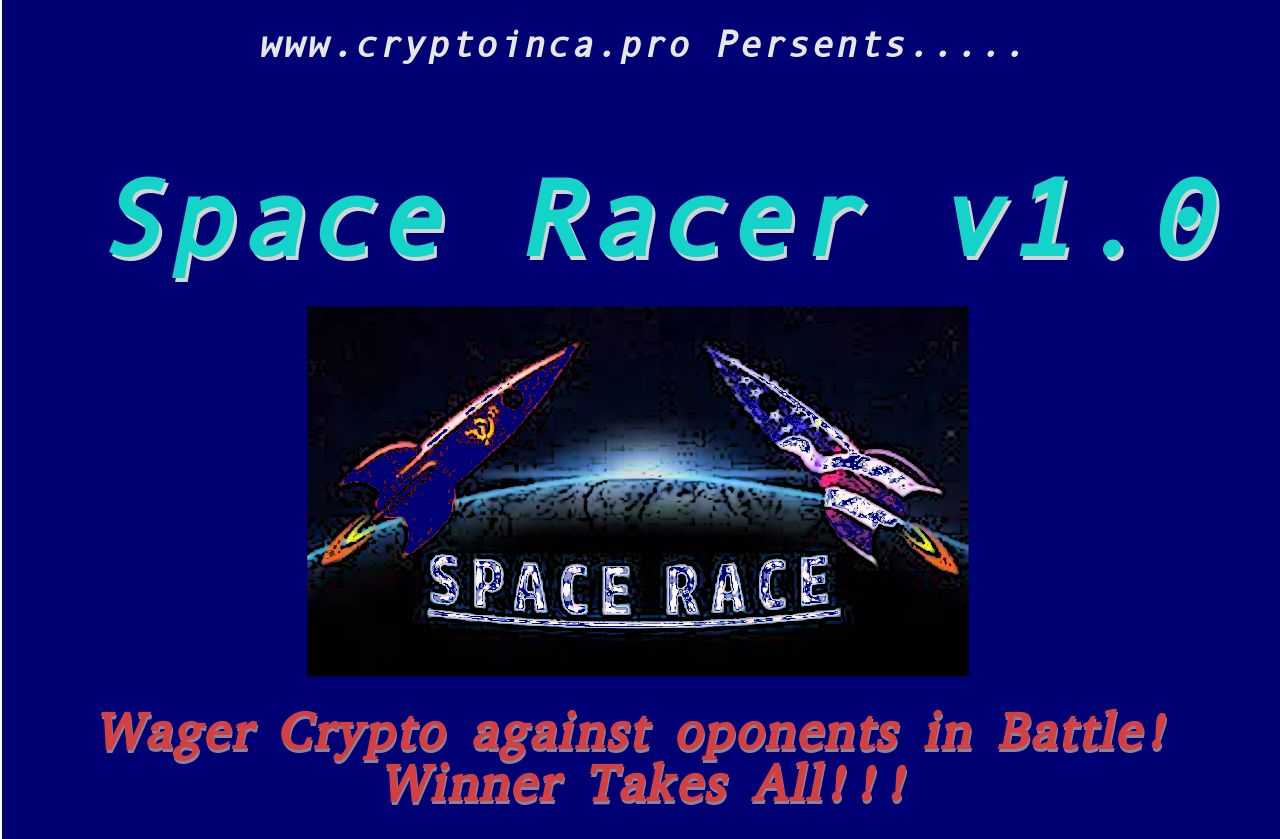 www.cryptoinca.pro Persents.....
Space Racer v1.0
SPACE RACE
Wager Crypto against oponents in Battle!
Winner Takes All!!!